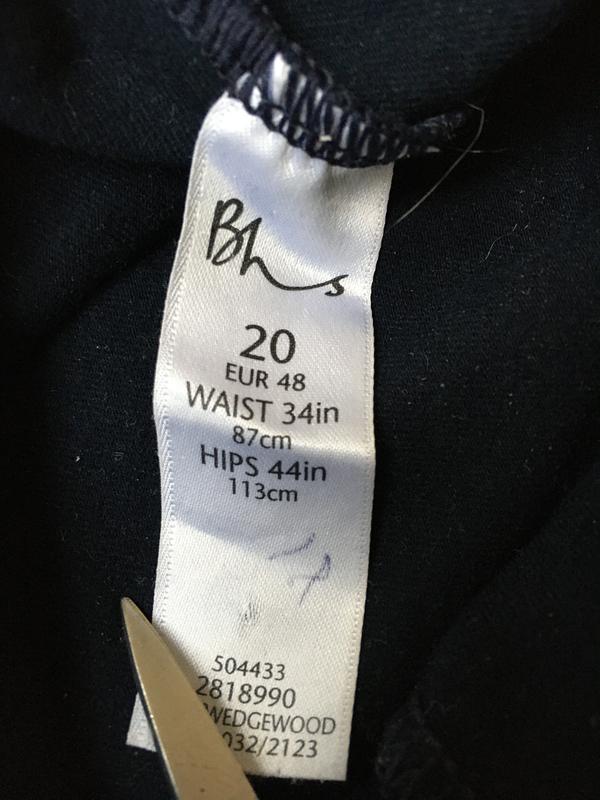 Bhs
20
EUR 48
WAIST 34in
87cm
HIPS 44in
113cm
504433
2818990
WEDGEWOOD
032/2123